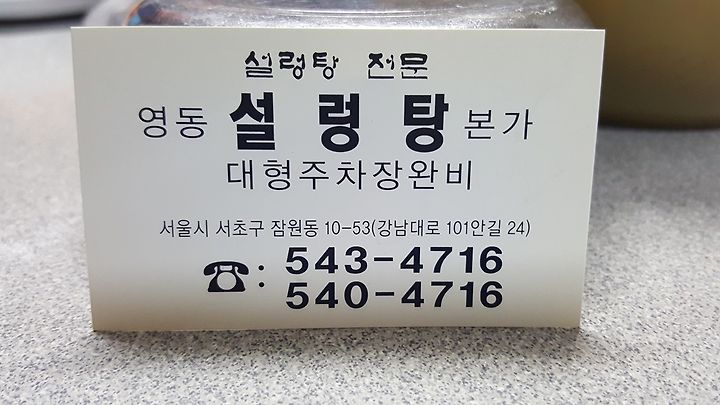 설렁탕 전문
영동 설렁탕 본가
대형주차장완비
서울시 서초구 잠원동 10-53(강남대로 101안길 24)
☎: 543-4716
540-4716